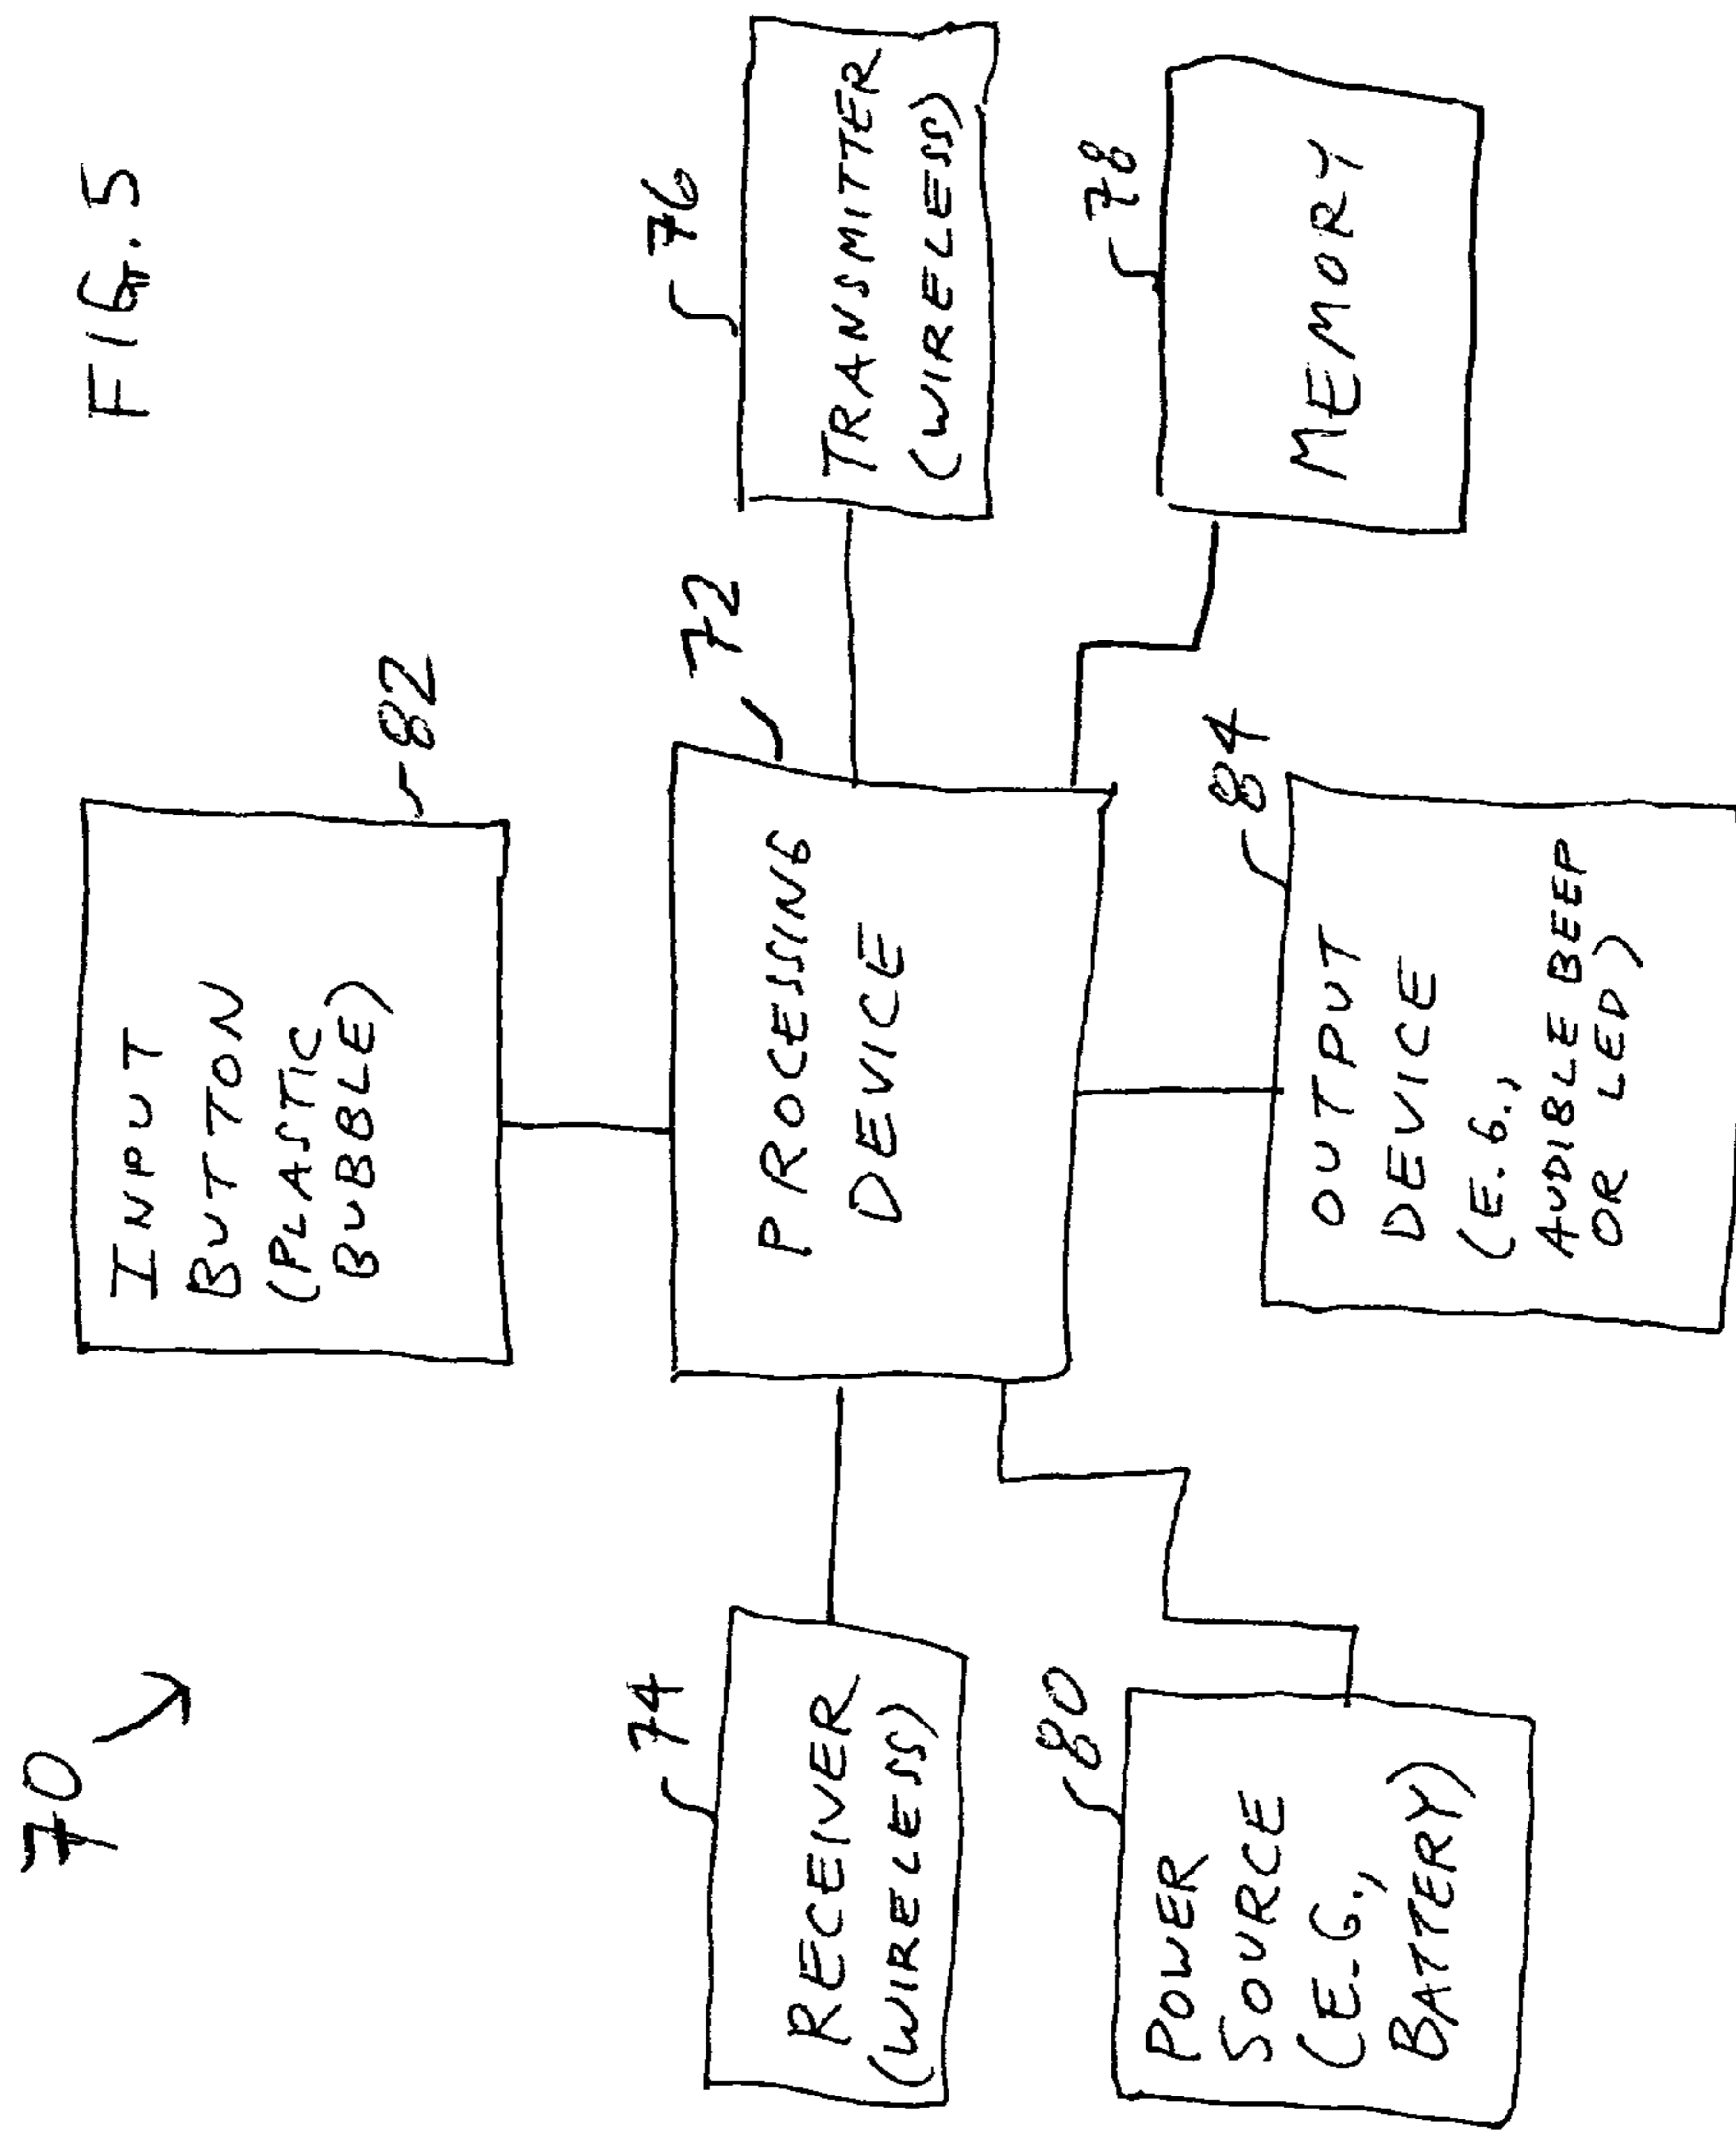 FIG. 5
70
INPUT
BUTTON
(PLASTIC
BUBBLE)
82
74
RECEIVER
(WIRELESS)
72
PROCESSING
DEVICE
76
TRANSMITTER
(WIRELESS)
80
POWER
SOURCE
(E.G.,
BATTERY)
84
OUTPUT
DEVICE
(E.G.,
AUDIBLE BEEP
OR LED)
78
MEMORY